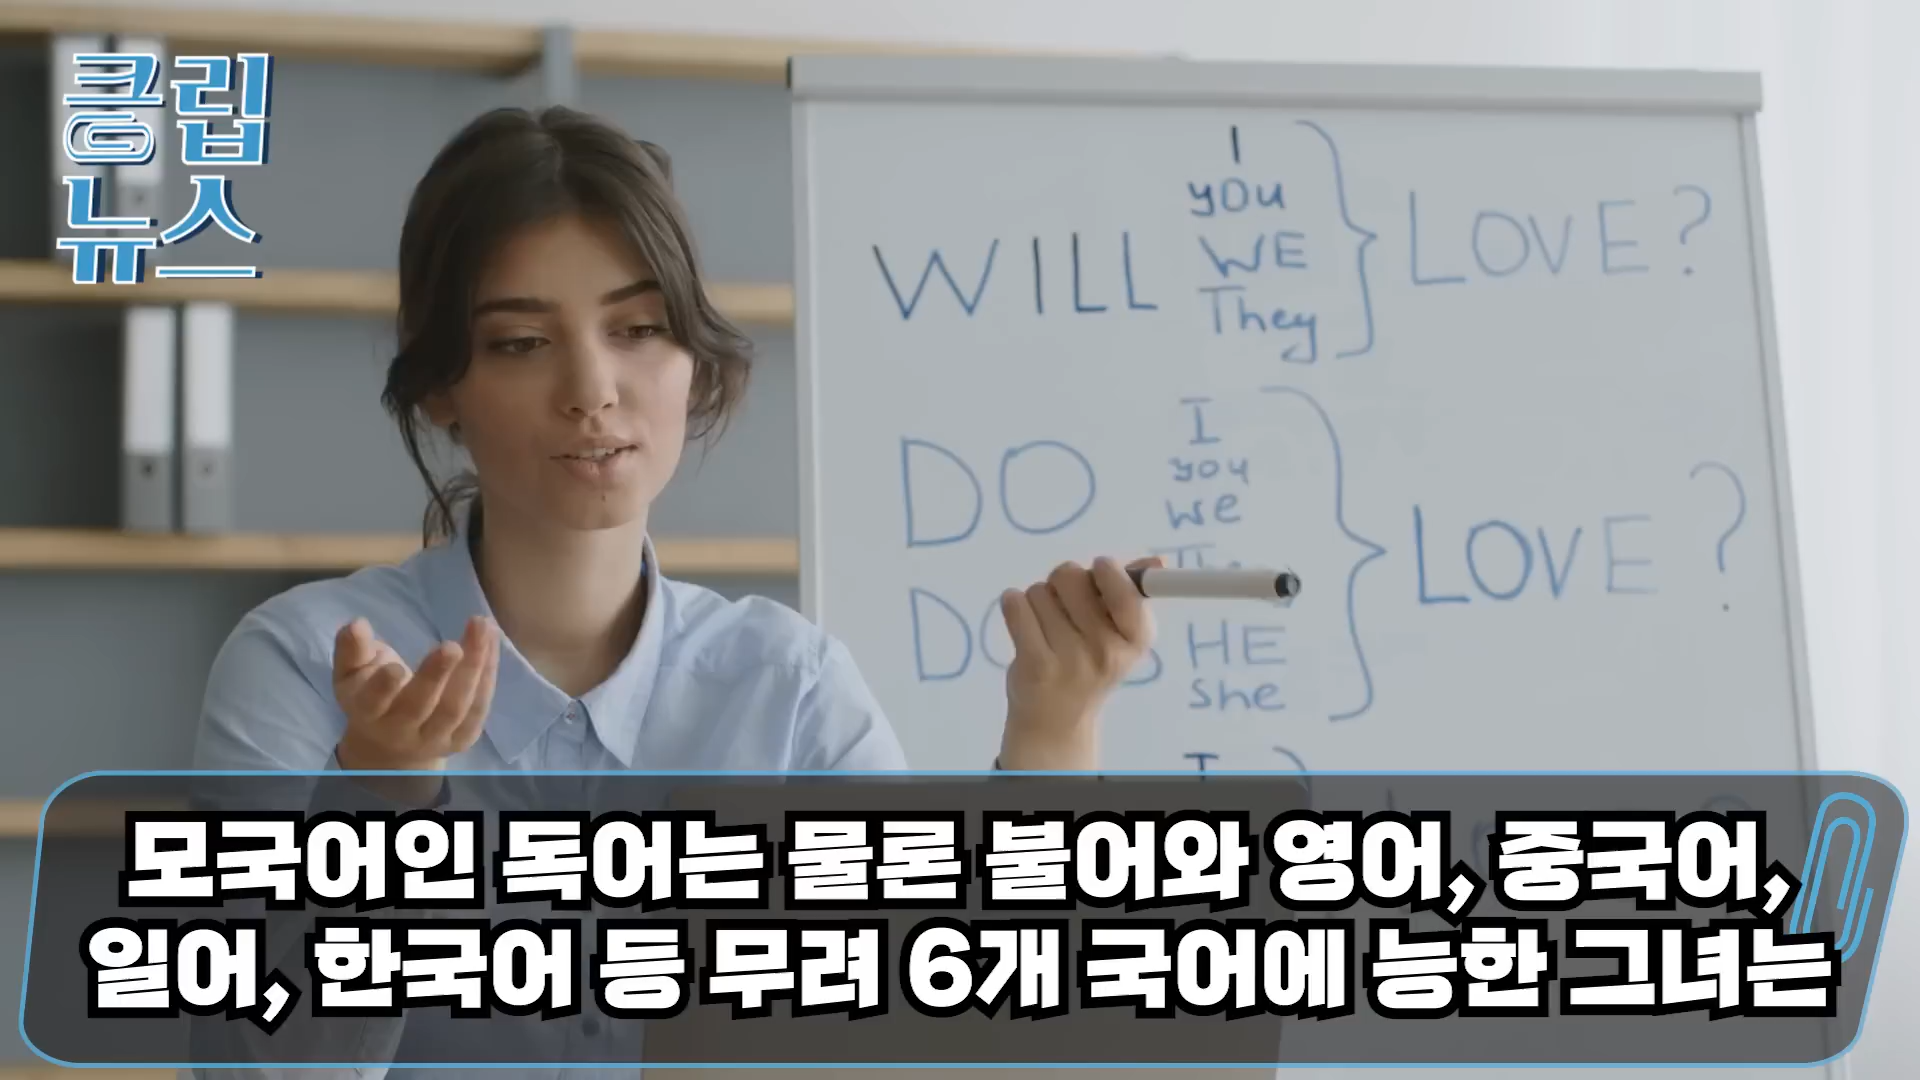 클립
뉴스
I
you
WE
They
WILL
LOVE ?
I
you
we
DO
LOVE ?
HE
she
I
모국어인 독어는 물론 불어와 영어, 중국어,
일어, 한국어 등 무려 6개 국어에 능한 그녀는